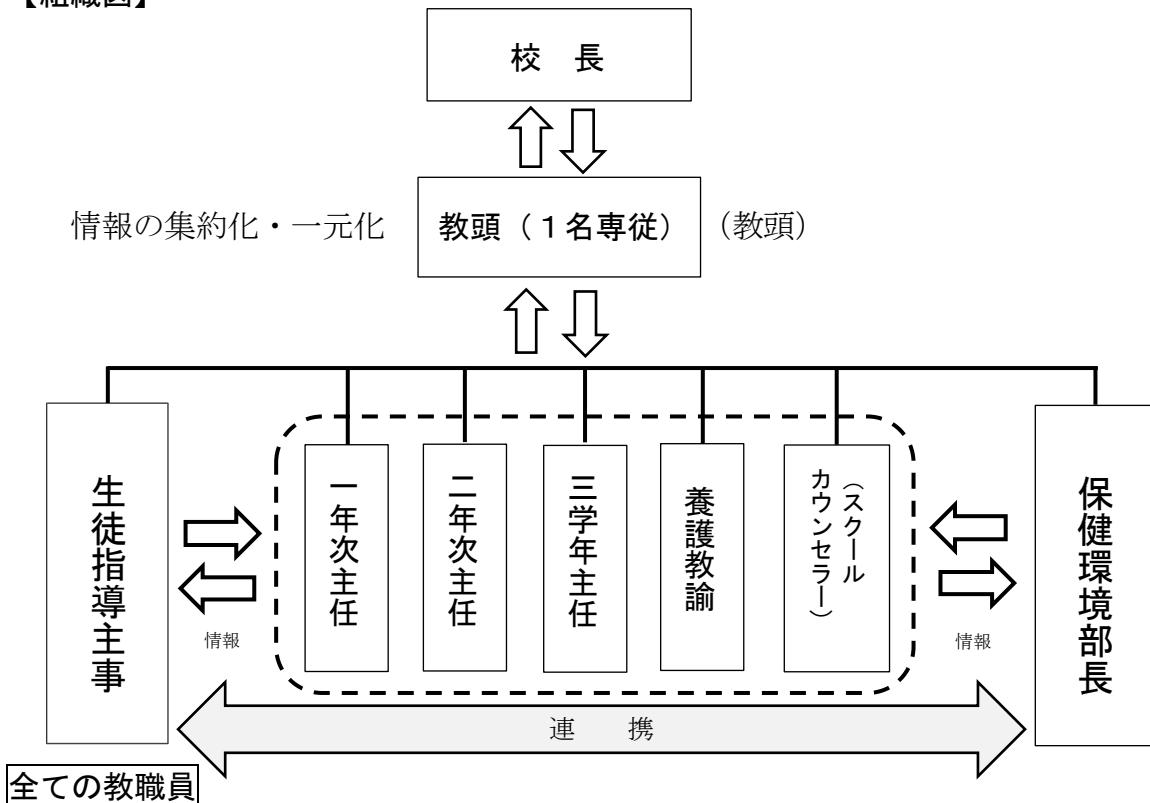 【組織図】
校　長
情報の集約化・一元化
教頭（１名専従）
（教頭）
生徒指導主事
情報
一年次主任
二年次主任
三学年主任
養護教諭
（スクール
カウンセラー）
情報
保健環境部長
連　携
全ての教職員